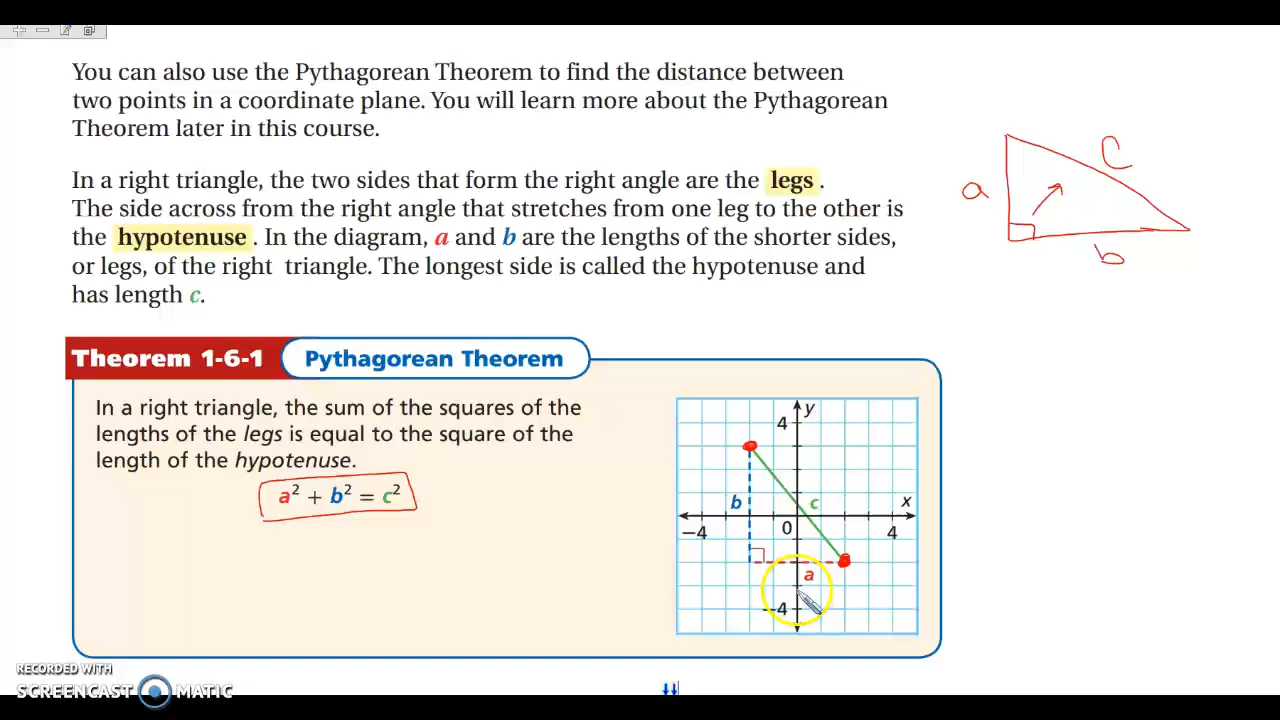 You can also use the Pythagorean Theorem to find the distance between
two points in a coordinate plane. You will learn more about the Pythagorean
Theorem later in this course.
In a right triangle, the two sides that form the right angle are the legs .
The side across from the right angle that stretches from one leg to the other is
the hypotenuse . In the diagram, a and b are the lengths of the shorter sides,
or legs, of the right triangle. The longest side is called the hypotenuse and
has length c.
a
C
b
Theorem 1-6-1
Pythagorean Theorem
In a right triangle, the sum of the squares of the
lengths of the legs is equal to the square of the
length of the hypotenuse.
a² + b² = c²
y
4
b
c
x
−4
0
4
a
−4
RECORDED WITH
SCREENCAST MATIC